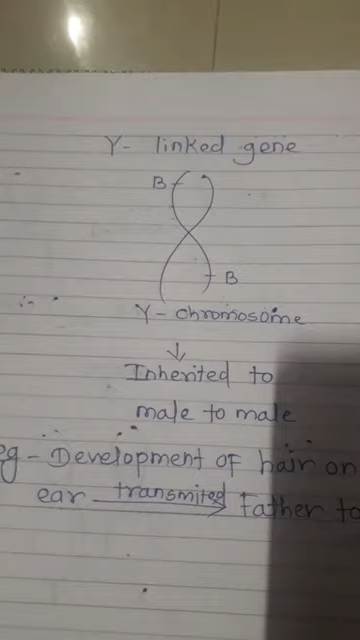 Y- linked gene
B
B
Y- chromosome
↓
Inherited to
male to male
eg - Development of hair on
ear transmited Father to